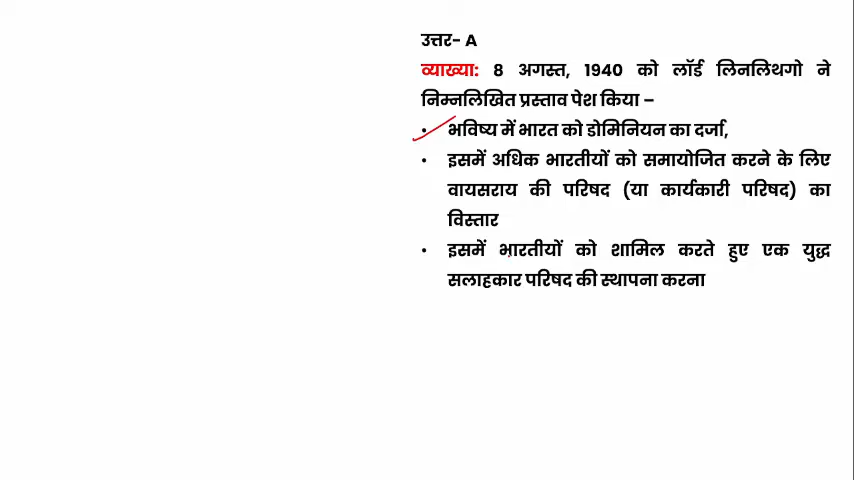 उत्तर- A
व्याख्या: 8 अगस्त, 1940 को लॉर्ड लिनलिथगो ने
निम्नलिखित प्रस्ताव पेश किया –
• भविष्य में भारत को डोमिनियन का दर्जा,
• इसमें अधिक भारतीयों को समायोजित करने के लिए
वायसराय की परिषद (या कार्यकारी परिषद) का
विस्तार
• इसमें भारतीयों को शामिल करते हुए एक युद्ध
सलाहकार परिषद की स्थापना करना